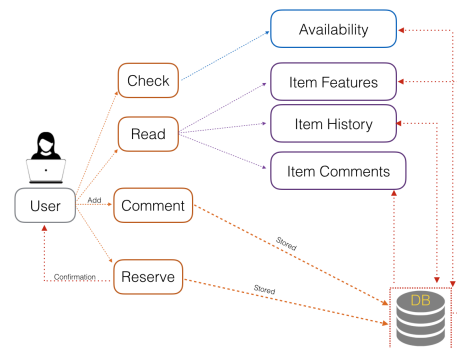 Availability
Check
Item Features
Read
Item History
Item Comments
User
Add
Comment
Stored
Confirmation
Reserve
Stored
DB